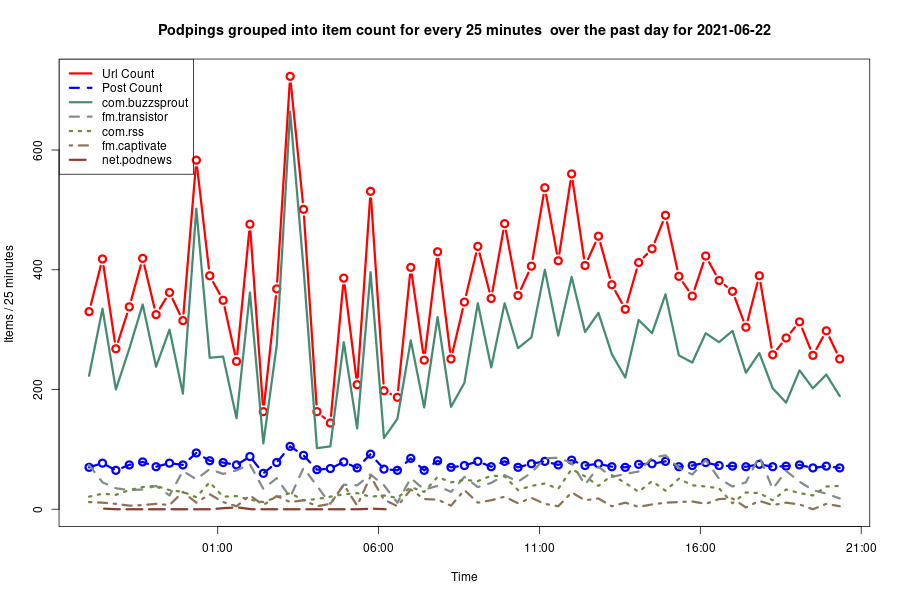 Podpings grouped into item count for every 25 minutes  over the past day for 2021-06-22
Url Count
Post Count
com.buzzsprout
fm.transistor
com.rss
fm.captivate
net.podnews
Items / 25 minutes
600
400
200
0
01:00 06:00 11:00 16:00 21:00
Time